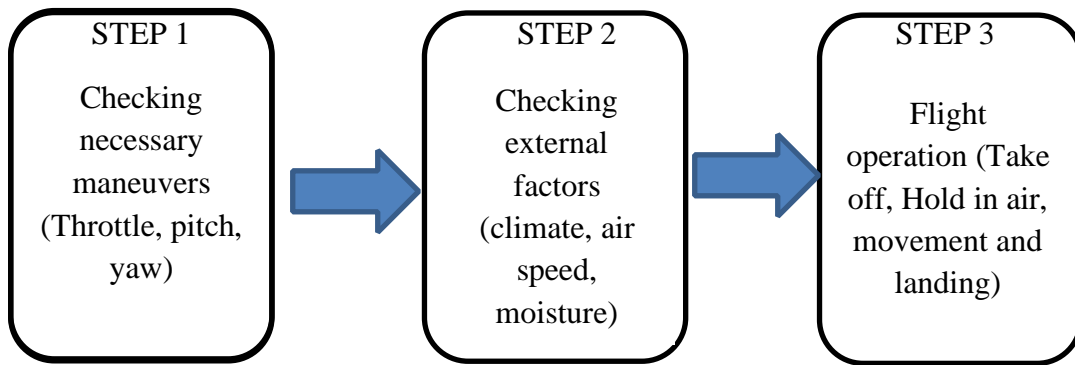 STEP 1
Checking
necessary
maneuvers
(Throttle, pitch,
yaw)
STEP 2
Checking
external
factors
(climate, air
speed,
moisture)
STEP 3
Flight
operation (Take
off, Hold in air,
movement and
landing)